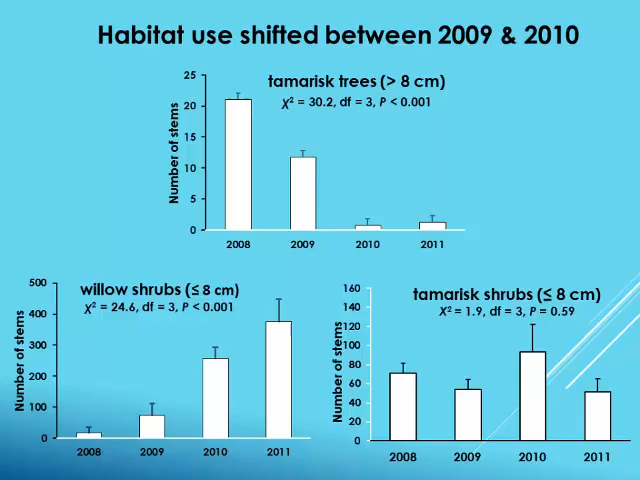 Habitat use shifted between 2009 & 2010
tamarisk trees (> 8 cm)
χ² = 30.2, df = 3, P < 0.001
Number of stems
25
20
15
10
5
0
2008 2009 2010 2011
willow shrubs (≤ 8 cm)
χ² = 24.6, df = 3, P < 0.001
Number of stems
500
400
300
200
100
0
2008 2009 2010 2011
tamarisk shrubs (≤ 8 cm)
χ² = 1.9, df = 3, P = 0.59
Number of stems
160
140
120
100
80
60
40
20
0
2008 2009 2010 2011